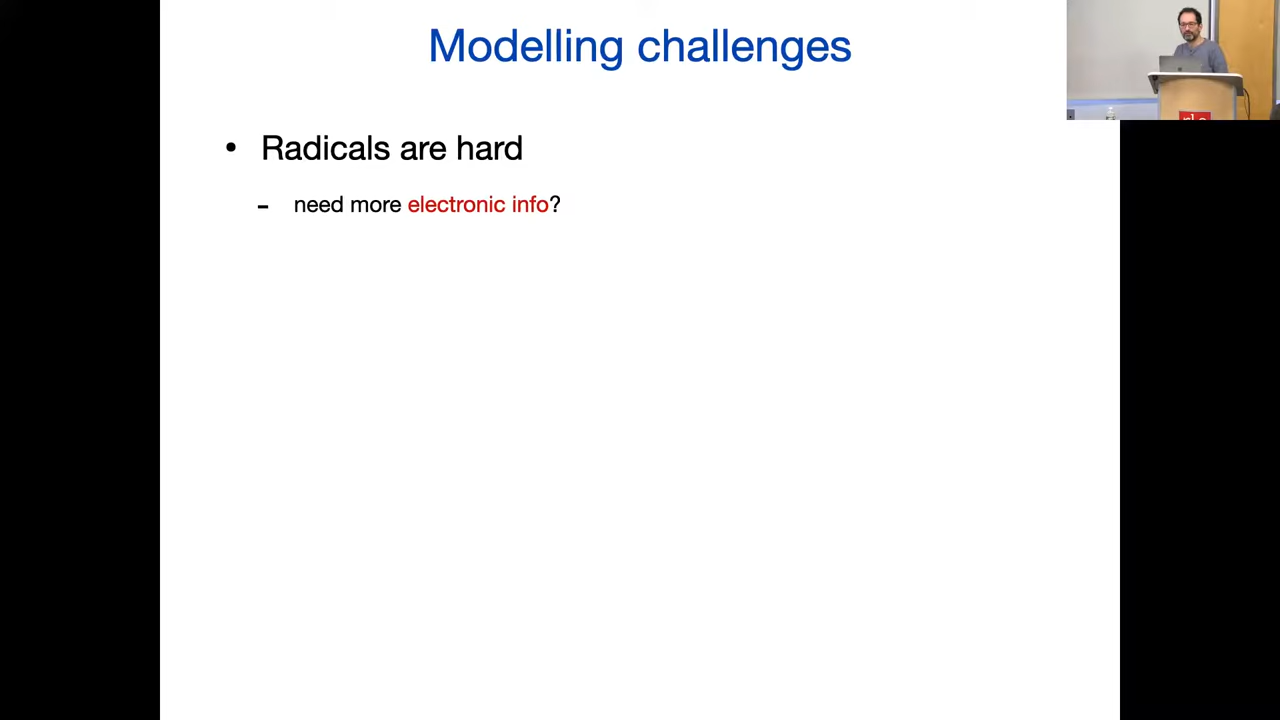 Modelling challenges
• Radicals are hard
- need more electronic info?